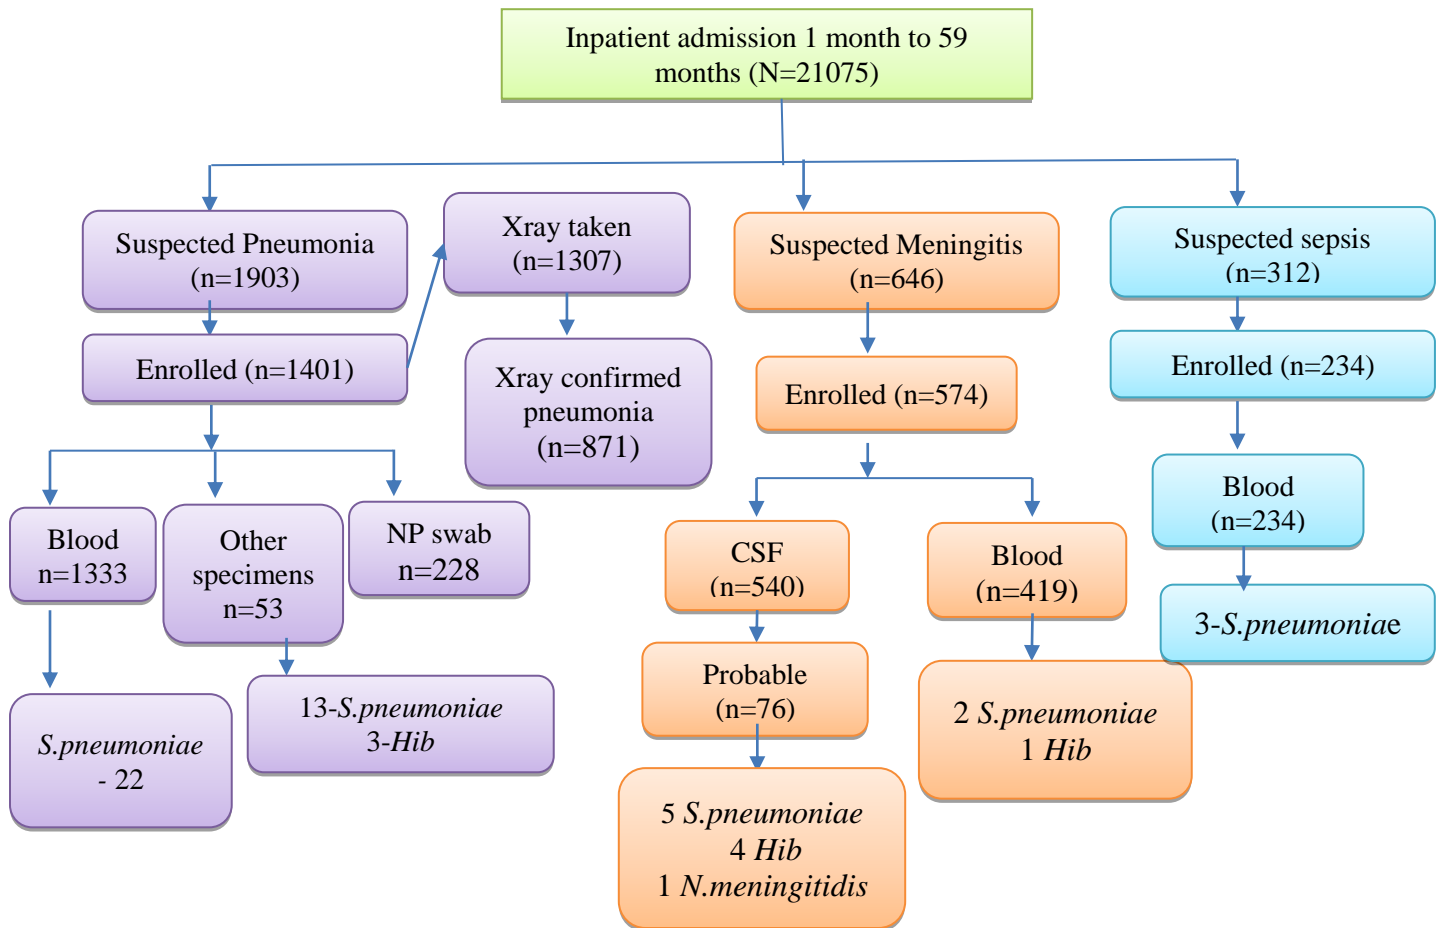 Inpatient admission 1 month to 59
months (N=21075)
Suspected Pneumonia
(n=1903)
Enrolled (n=1401)
Xray taken
(n=1307)
Xray confirmed
pneumonia
(n=871)
Blood
n=1333
Other
specimens
n=53
NP swab
n=228
S.pneumoniae
- 22
13-S.pneumoniae
3-Hib
Suspected Meningitis
(n=646)
Enrolled (n=574)
CSF
(n=540)
Blood
(n=419)
Probable
(n=76)
2 S.pneumoniae
1 Hib
5 S.pneumoniae
4 Hib
1 N.meningitidis
Suspected sepsis
(n=312)
Enrolled (n=234)
Blood
(n=234)
3-S.pneumoniae